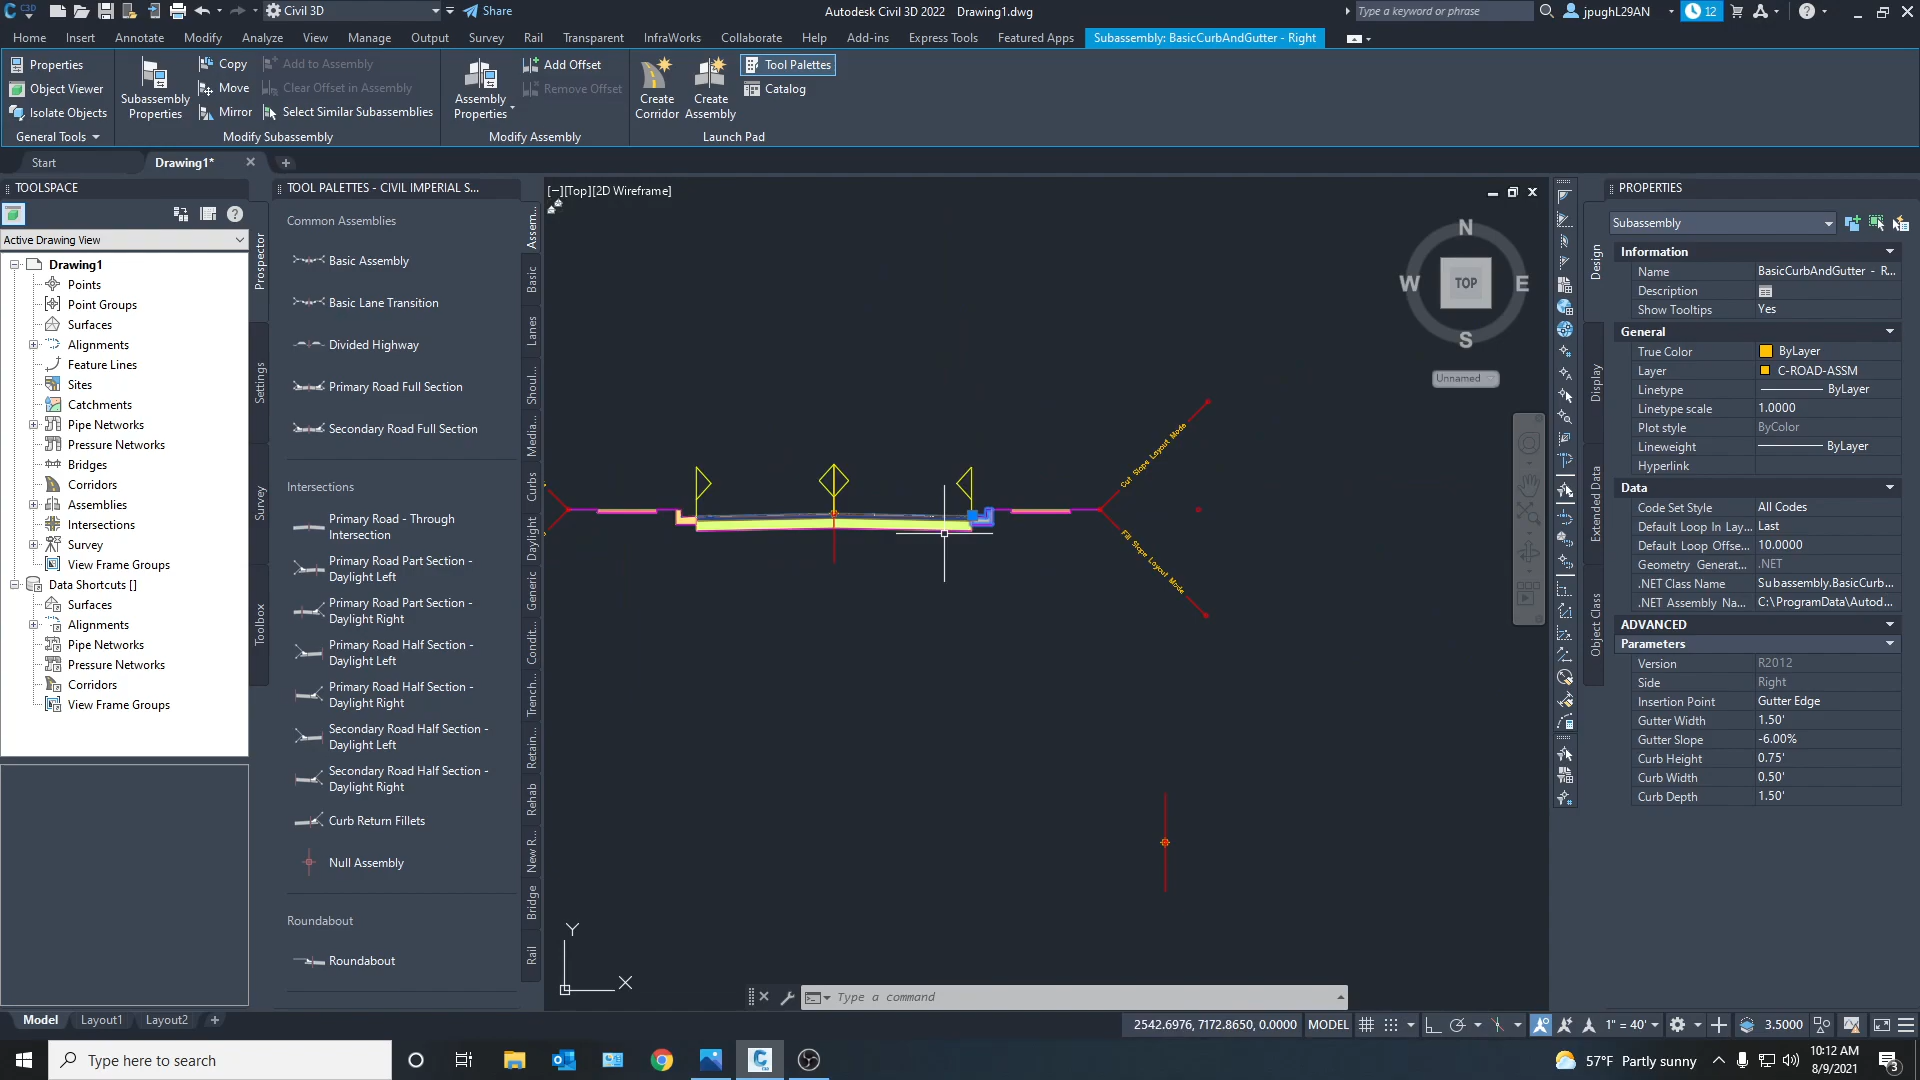 C3D
Civil 3D
Share
Autodesk Civil 3D 2022 Drawing1.dwg
Type a keyword or phrase
jpughL29AN
12
Home Insert Annotate Modify Analyze View Manage Output Survey Rail Transparent InfraWorks Collaborate Help Add-ins Express Tools Featured Apps Subassembly: BasicCurbAndGutter - Right
Properties
Object Viewer
Isolate Objects
General Tools
Subassembly
Properties
Copy
Move
Mirror
Add to Assembly
Clear Offset in Assembly
Select Similar Subassemblies
Modify Subassembly
Assembly
Properties
Add Offset
Remove Offset
Modify Assembly
Create
Corridor
Create
Assembly
Tool Palettes
Catalog
Launch Pad
Start
Drawing1*
TOOLSPACE
Active Drawing View
Drawing1
Points
Point Groups
Surfaces
Alignments
Feature Lines
Sites
Catchments
Pipe Networks
Pressure Networks
Bridges
Corridors
Assemblies
Intersections
Survey
View Frame Groups
Data Shortcuts []
Surfaces
Alignments
Pipe Networks
Pressure Networks
Corridors
View Frame Groups
Prospector
Settings
Survey
Toolbox
TOOL PALETTES - CIVIL IMPERIAL S...
Common Assemblies
Basic Assembly
Basic Lane Transition
Divided Highway
Primary Road Full Section
Secondary Road Full Section
Intersections
Primary Road - Through
Intersection
Primary Road Part Section -
Daylight Left
Primary Road Part Section -
Daylight Right
Primary Road Half Section -
Daylight Left
Primary Road Half Section -
Daylight Right
Secondary Road Half Section -
Daylight Left
Secondary Road Half Section -
Daylight Right
Curb Return Fillets
Null Assembly
Roundabout
Roundabout
Assem...
Basic
Lanes
Shoul...
Media...
Curbs
Daylight
Generic
Condit...
Trench...
Retain...
Rehab
New R...
Bridge
Rail
[−][Top][2D Wireframe]
N
W
TOP
E
S
Unnamed
Cut Slope Layout Mode
Fill Slope Layout Mode
Y
X
Type a command
PROPERTIES
Subassembly
Design
Display
Extended Data
Object Class
Information
Name BasicCurbAndGutter - R...
Description
Show Tooltips Yes
General
True Color ByLayer
Layer C-ROAD-ASSM
Linetype ByLayer
Linetype scale 1.0000
Plot style ByColor
Lineweight ByLayer
Hyperlink
Data
Code Set Style All Codes
Default Loop In Lay... Last
Default Loop Offse... 10.0000
Geometry Generat... .NET
.NET Class Name Subassembly.BasicCurb...
.NET Assembly Na... C:\ProgramData\Autod...
ADVANCED
Parameters
Version R2012
Side Right
Insertion Point Gutter Edge
Gutter Width 1.50'
Gutter Slope -6.00%
Curb Height 0.75'
Curb Width 0.50'
Curb Depth 1.50'
Model Layout1 Layout2
2542.6976, 7172.8650, 0.0000 MODEL 1" = 40' 3.5000
Type here to search
57°F Partly sunny
10:12 AM
8/9/2021
3